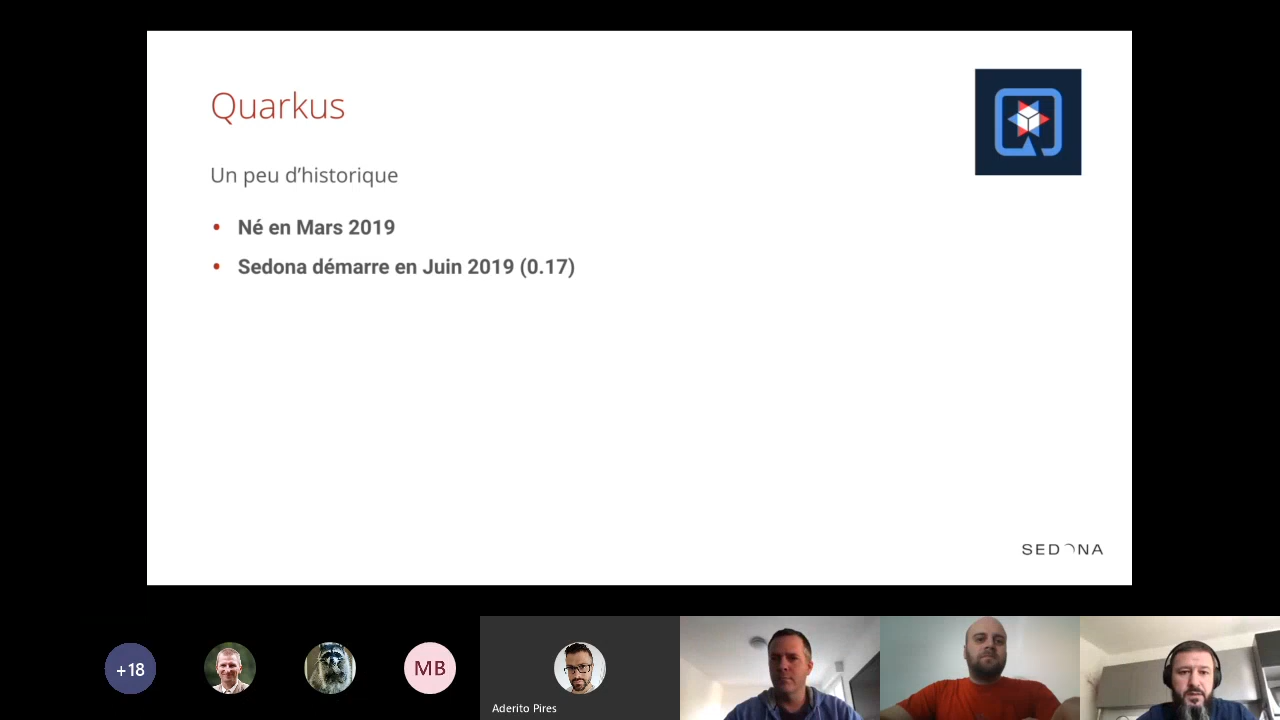 Quarkus
Un peu d’historique
• Né en Mars 2019
• Sedona démarre en Juin 2019 (0.17)
SEDONA
+18
MB
Aderito Pires